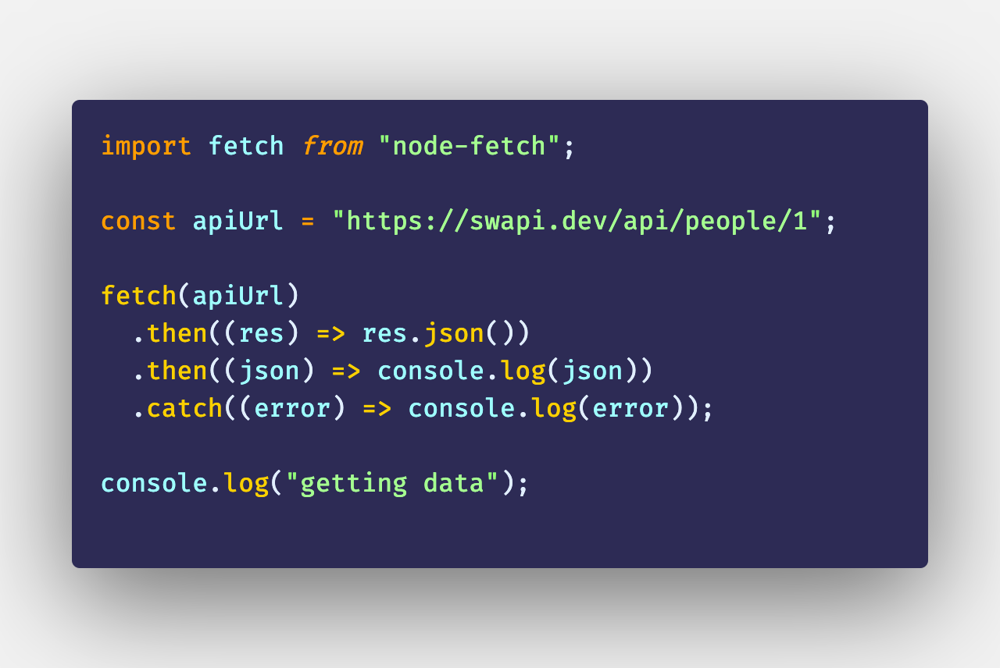 import fetch from "node-fetch";
const apiUrl = "https://swapi.dev/api/people/1";
fetch(apiUrl)
  .then((res) => res.json())
  .then((json) => console.log(json))
  .catch((error) => console.log(error));
console.log("getting data");